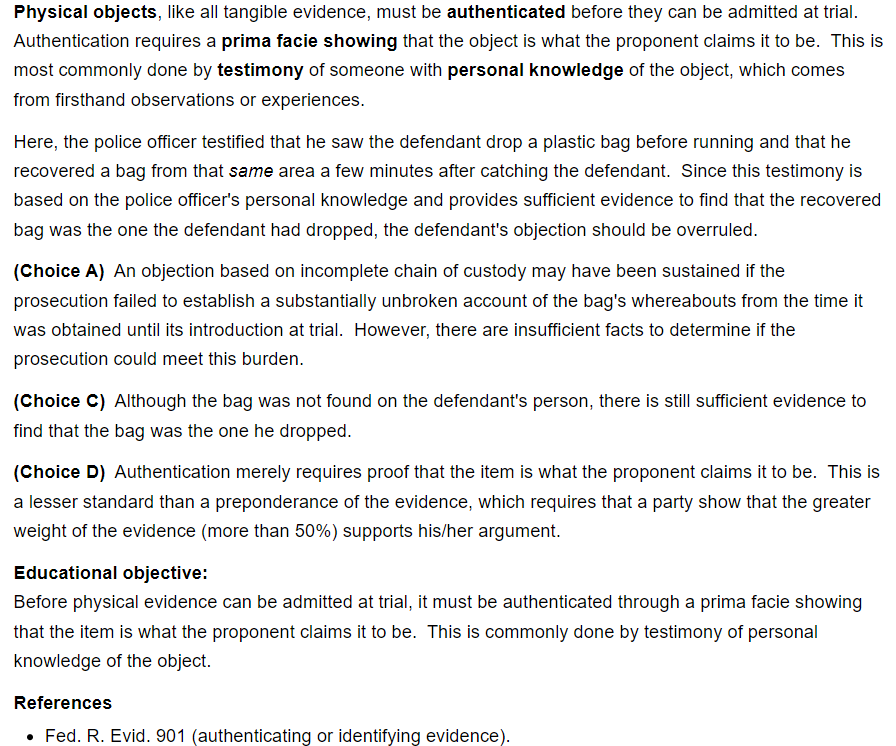 Physical objects, like all tangible evidence, must be authenticated before they can be admitted at trial.
Authentication requires a prima facie showing that the object is what the proponent claims it to be.  This is
most commonly done by testimony of someone with personal knowledge of the object, which comes
from firsthand observations or experiences.
Here, the police officer testified that he saw the defendant drop a plastic bag before running and that he
recovered a bag from that same area a few minutes after catching the defendant.  Since this testimony is
based on the police officer's personal knowledge and provides sufficient evidence to find that the recovered
bag was the one the defendant had dropped, the defendant's objection should be overruled.
(Choice A)  An objection based on incomplete chain of custody may have been sustained if the
prosecution failed to establish a substantially unbroken account of the bag's whereabouts from the time it
was obtained until its introduction at trial.  However, there are insufficient facts to determine if the
prosecution could meet this burden.
(Choice C)  Although the bag was not found on the defendant's person, there is still sufficient evidence to
find that the bag was the one he dropped.
(Choice D)  Authentication merely requires proof that the item is what the proponent claims it to be.  This is
a lesser standard than a preponderance of the evidence, which requires that a party show that the greater
weight of the evidence (more than 50%) supports his/her argument.
Educational objective:
Before physical evidence can be admitted at trial, it must be authenticated through a prima facie showing
that the item is what the proponent claims it to be.  This is commonly done by testimony of personal
knowledge of the object.
References
• Fed. R. Evid. 901 (authenticating or identifying evidence).